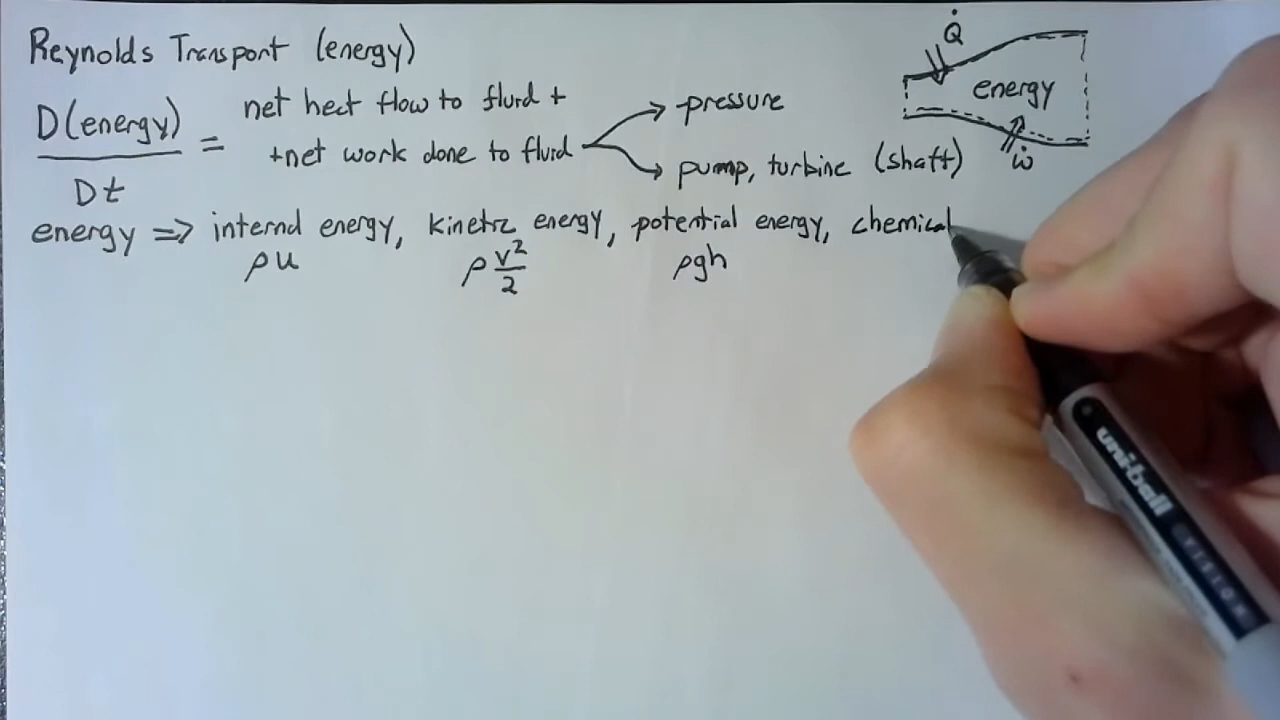 Reynolds Transport (energy)
D(energy)
Dt
=
net heat flow to fluid +
+net work done to fluid
-pressure
pump, turbine (shaft)
Q̇
energy
ẇ
energy => internal energy, kinetic energy, potential energy, chemical
ρu
ρ v²/2
ρgh
uni-ball
VISION